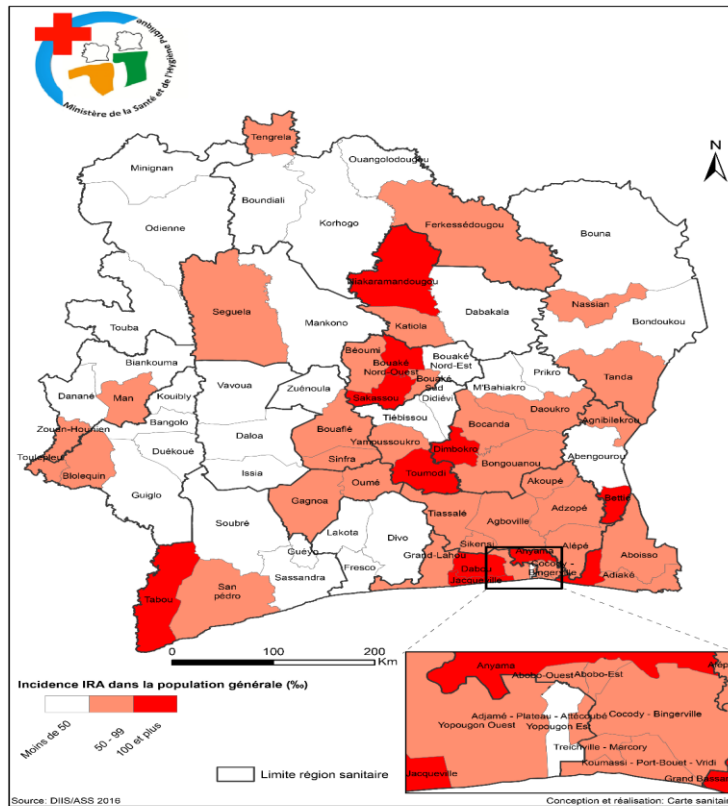 Ministère de la Santé et de l'Hygiène Publique
N
Tengrela
Ouangolodougou
Minignan
Boundiali
Korhogo
Ferkessédougou
Odienne
Bouna
Niakaramandougou
Nassian
Seguela
Bondoukou
Touba
Mankono
Katiola
Dabakala
Biankouma
Béoumi
Bouaké
Nord-Ouest
Bouaké
Nord-Est
Prikro
Tanda
Danané
Man
Kouibly
Vavoua
Zuénoula
Bouaké
Sud
M'Bahiakro
Sakassou
Didiévi
Daoukro
Zouen-Hounien
Bangolo
Tiébissou
Bocanda
Agnibilekrou
Toulepleu
Duékoué
Daloa
Bouaflé
Yamoussoukro
Dimbokro
Abengourou
Blolequin
Issia
Sinfra
Toumodi
Bongouanou
Guiglo
Gagnoa
Oumé
Akoupé
Bettié
Soubré
Tiassalé
Agboville
Adzopé
Lakota
Divo
Sikensi
Alépé
Aboisso
Guéyo
Grand-Lahou
Anyama
San
pédro
Sassandra
Fresco
Dabou
Jacqueville
Cocody -
Bingerville
Adiaké
Tabou
0 100 200
Km
Incidence IRA dans la population générale (‰)
Moins de 50
50 - 99
100 et plus
Limite région sanitaire
Anyama
Abobo-Ouest
Abobo-Est
Adjamé - Plateau - Attécoubé
Cocody - Bingerville
Yopougon Ouest
Yopougon Est
Treichville - Marcory
Koumassi - Port-Bouet - Vridi
Jacqueville
Grand Bassam
Source: DIIS/ASS 2016
Conception et réalisation: Carte sanitai